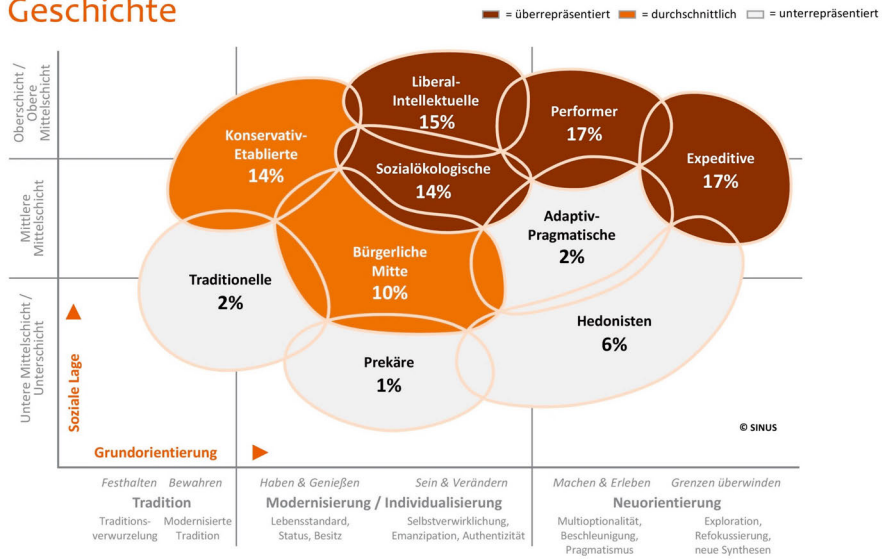 Geschichte
= überrepräsentiert = durchschnittlich = unterrepräsentiert
Oberschicht /
Obere
Mittelschicht
Mittlere
Mittelschicht
Untere Mittelschicht /
Unterschicht
Soziale Lage
Liberal-
Intellektuelle
15%
Performer
17%
Konservativ-
Etablierte
14%
Expeditive
17%
Sozialökologische
14%
Adaptiv-
Pragmatische
2%
Bürgerliche
Mitte
10%
Traditionelle
2%
Hedonisten
6%
Prekäre
1%
© SINUS
Grundorientierung
Festhalten Bewahren
Tradition
Traditions-
verwurzelung
Modernisierte
Tradition
Haben & Genießen Sein & Verändern
Modernisierung / Individualisierung
Lebensstandard,
Status, Besitz
Selbstverwirklichung,
Emanzipation, Authentizität
Machen & Erleben Grenzen überwinden
Neuorientierung
Multioptionalität,
Beschleunigung,
Pragmatismus
Exploration,
Refokussierung,
neue Synthesen